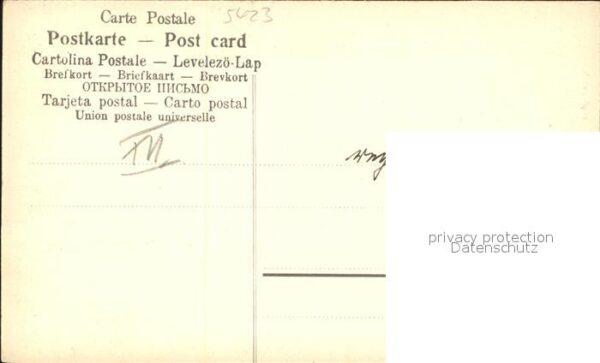 Carte Postale 5423
Postkarte — Post card
Cartolina Postale — Levelező-Lap
Brefkort — Briefkaart — Brevkort
ОТКРЫТОЕ ПИСЬМО
Tarjeta postal — Carto postal
Union postale universelle
privacy protection
Datenschutz